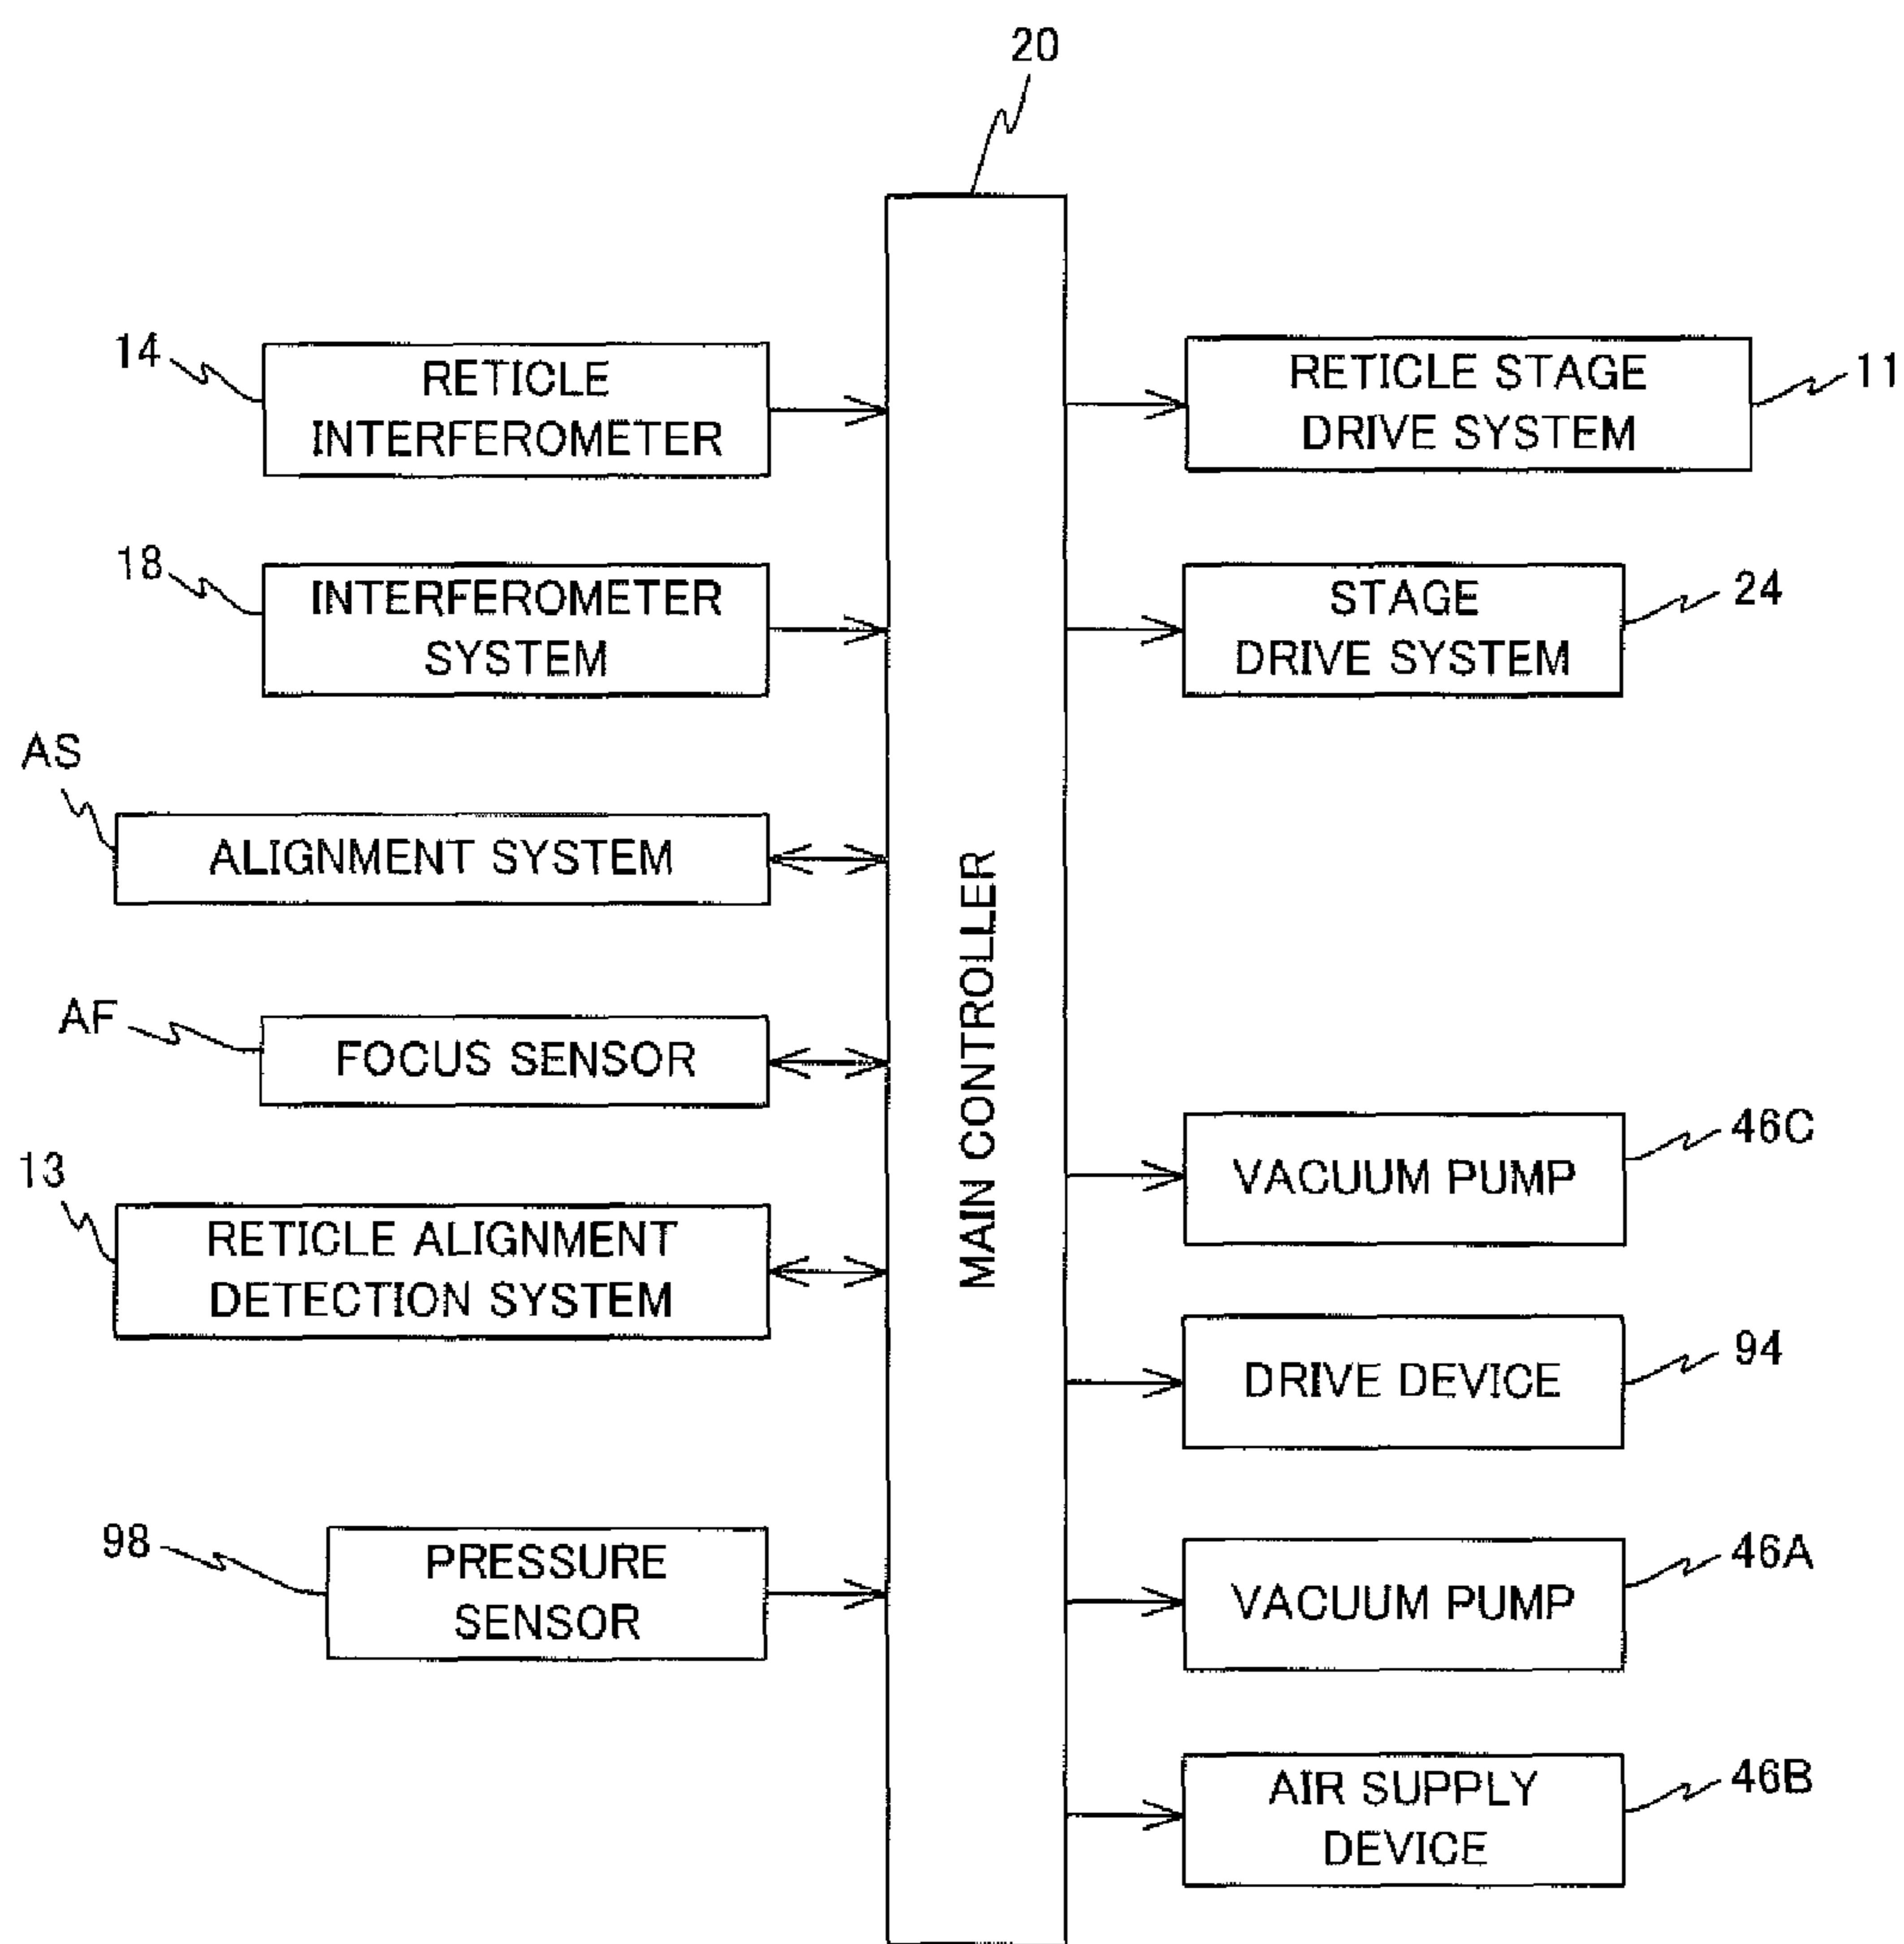 20
14
RETICLE
INTERFEROMETER
RETICLE STAGE
DRIVE SYSTEM
11
18
INTERFEROMETER
SYSTEM
STAGE
DRIVE SYSTEM
24
AS
ALIGNMENT SYSTEM
MAIN CONTROLLER
AF
FOCUS SENSOR
46C
VACUUM PUMP
13
RETICLE ALIGNMENT
DETECTION SYSTEM
94
DRIVE DEVICE
98
PRESSURE
SENSOR
46A
VACUUM PUMP
46B
AIR SUPPLY
DEVICE